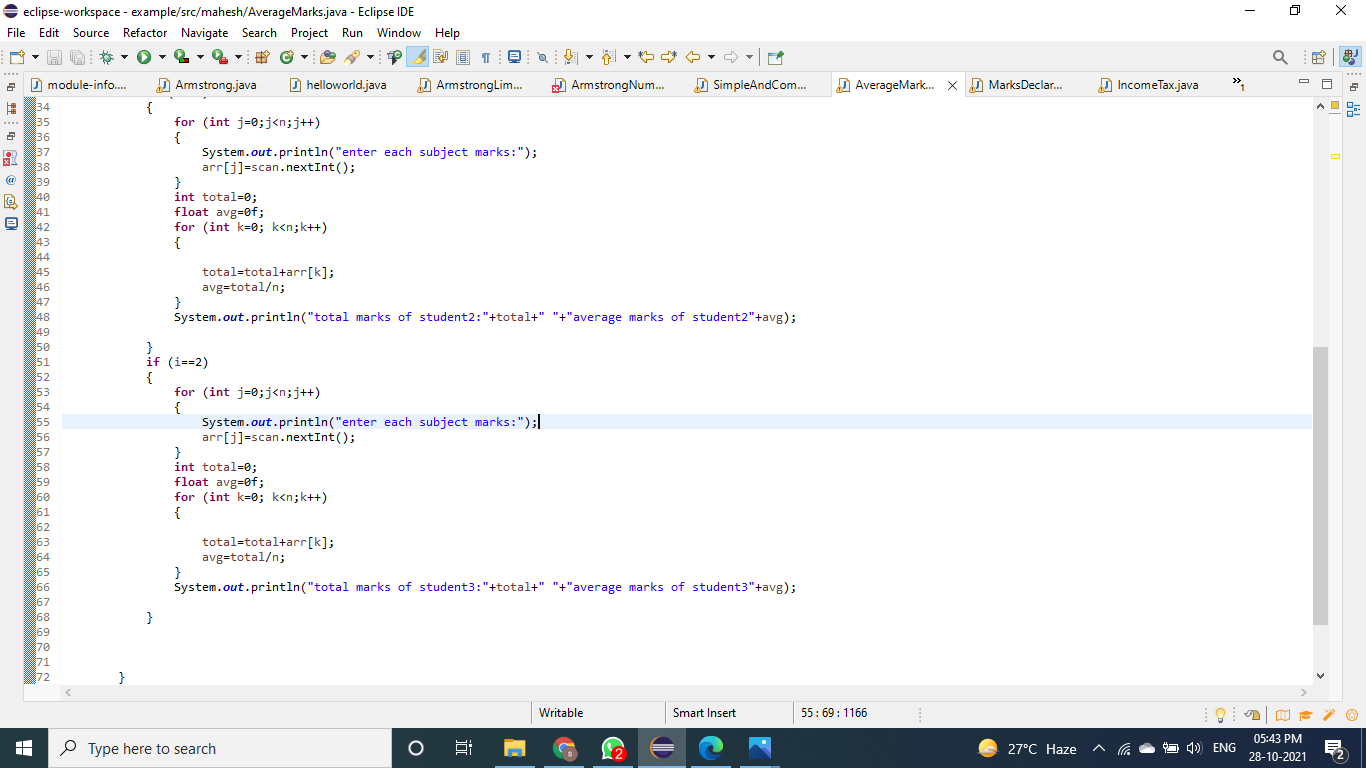 eclipse-workspace - example/src/mahesh/AverageMarks.java - Eclipse IDE
File Edit Source Refactor Navigate Search Project Run Window Help
module-info.... Armstrong.java helloworld.java ArmstrongLim... ArmstrongNum... SimpleAndCom... AverageMark... MarksDeclar... IncomeTax.java »1
34 {
35 for (int j=0;j<n;j++)
36 {
37 System.out.println("enter each subject marks:");
38 arr[j]=scan.nextInt();
39 }
40 int total=0;
41 float avg=0f;
42 for (int k=0; k<n;k++)
43 {
44
45 total=total+arr[k];
46 avg=total/n;
47 }
48 System.out.println("total marks of student2:"+total+" "+"average marks of student2"+avg);
49
50 }
51 if (i==2)
52 {
53 for (int j=0;j<n;j++)
54 {
55 System.out.println("enter each subject marks:");
56 arr[j]=scan.nextInt();
57 }
58 int total=0;
59 float avg=0f;
60 for (int k=0; k<n;k++)
61 {
62
63 total=total+arr[k];
64 avg=total/n;
65 }
66 System.out.println("total marks of student3:"+total+" "+"average marks of student3"+avg);
67
68 }
69
70
71
72 }
Writable Smart Insert 55 : 69 : 1166
Type here to search 2 27°C Haze ENG 05:43 PM 2
28-10-2021